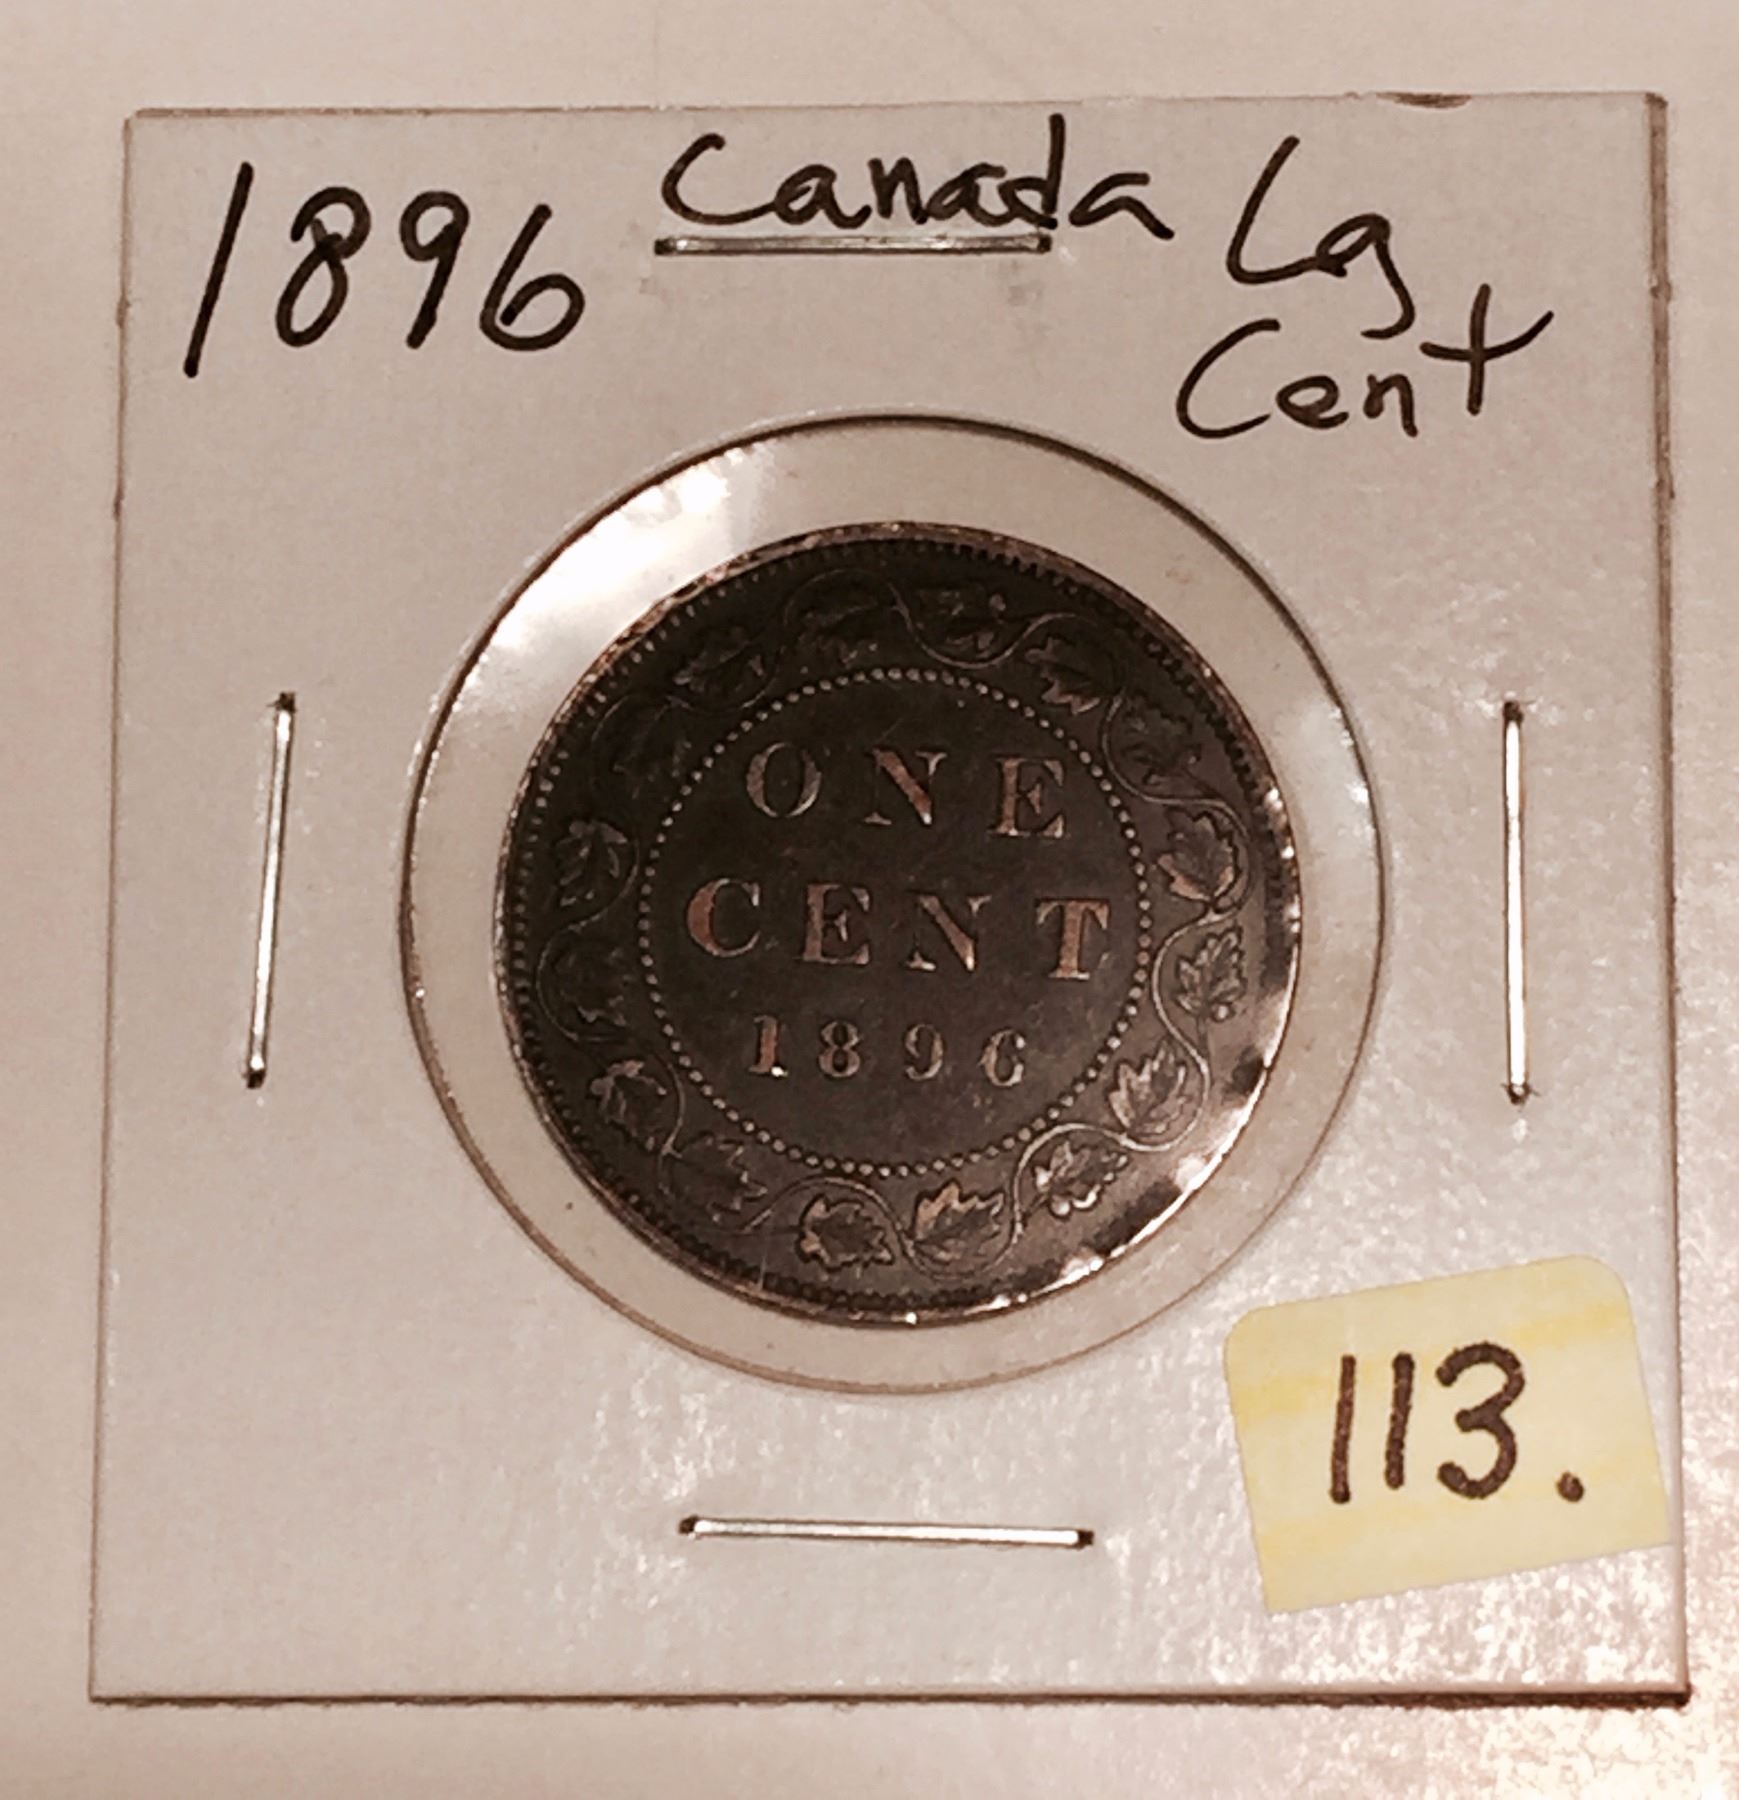 1896 Canada Lg
Cent
ONE
CENT
1896
113.